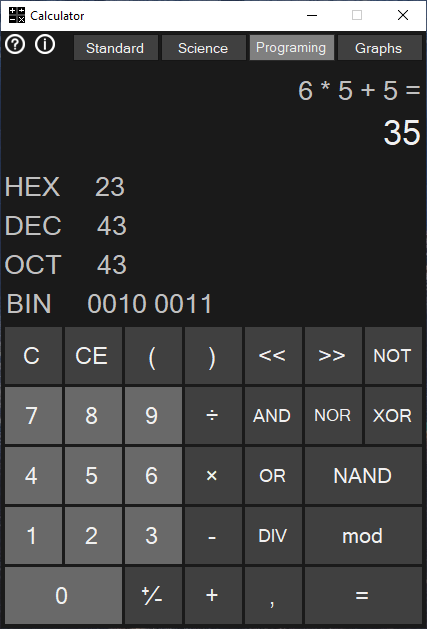 Calculator
Standard Science Programing Graphs
6 * 5 + 5 =
35
HEX 23
DEC 43
OCT 43
BIN 0010 0011
C CE ( ) << >> NOT
7 8 9 ÷ AND NOR XOR
4 5 6 × OR NAND
1 2 3 - DIV mod
0 ⁺∕₋ + , =